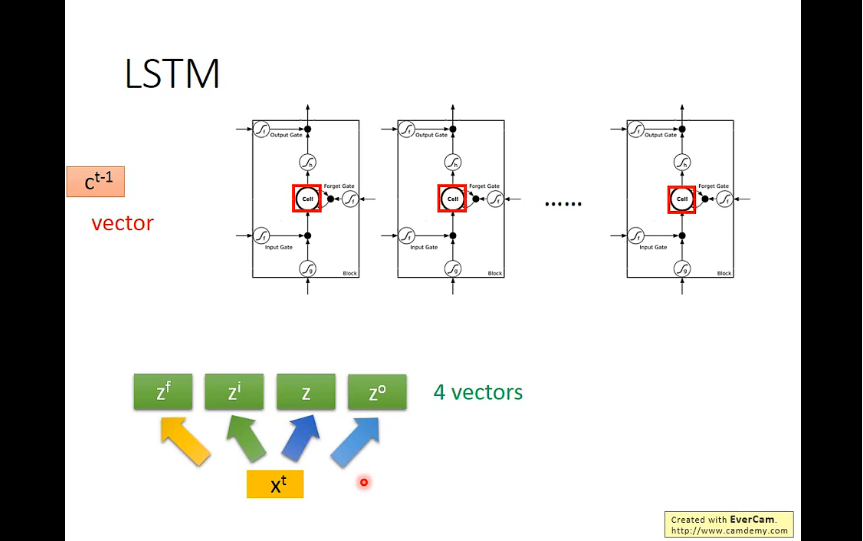 LSTM
Output Gate
h
Forget Gate
Cell
f
Input Gate
g
Block
Output Gate
h
Forget Gate
Cell
f
Input Gate
g
Block
......
Output Gate
h
Forget Gate
Cell
f
Input Gate
g
Block
c^t-1
vector
z^f z^i z z^o 4 vectors
x^t
Created with EverCam.
http://www.camdemy.com